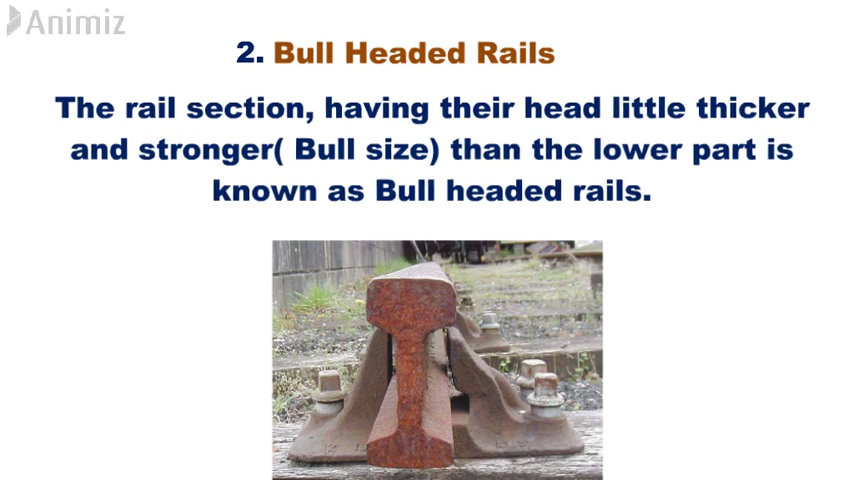 Animiz
2. Bull Headed Rails
The rail section, having their head little thicker
and stronger( Bull size) than the lower part is
known as Bull headed rails.